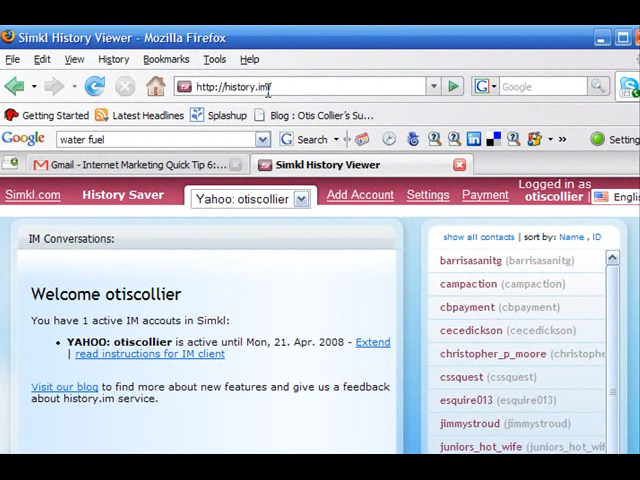 Simkl History Viewer - Mozilla Firefox
File Edit View History Bookmarks Tools Help
http://history.im/ Google
Getting Started Latest Headlines Splashup Blog : Otis Collier's Su...
Google water fuel Search Setting
Gmail - Internet Marketing Quick Tip 6:... Simkl History Viewer
Logged in as
Simkl.com History Saver Yahoo: otiscollier Add Account Settings Payment otiscollier | Englis
IM Conversations:
show all contacts | sort by: Name , ID
Welcome otiscollier
You have 1 active IM accouts in Simkl:
• YAHOO: otiscollier is active until Mon, 21. Apr. 2008 - Extend
| read instructions for IM client
Visit our blog to find more about new features and give us a feedback
about history.im service.
barrisasanitg (barrisasanitg)
campaction (campaction)
cbpayment (cbpayment)
cecedickson (cecedickson)
christopher_p_moore (christophe
cssquest (cssquest)
esquire013 (esquire013)
jimmystroud (jimmystroud)
juniors_hot_wife (juniors_hot_wif